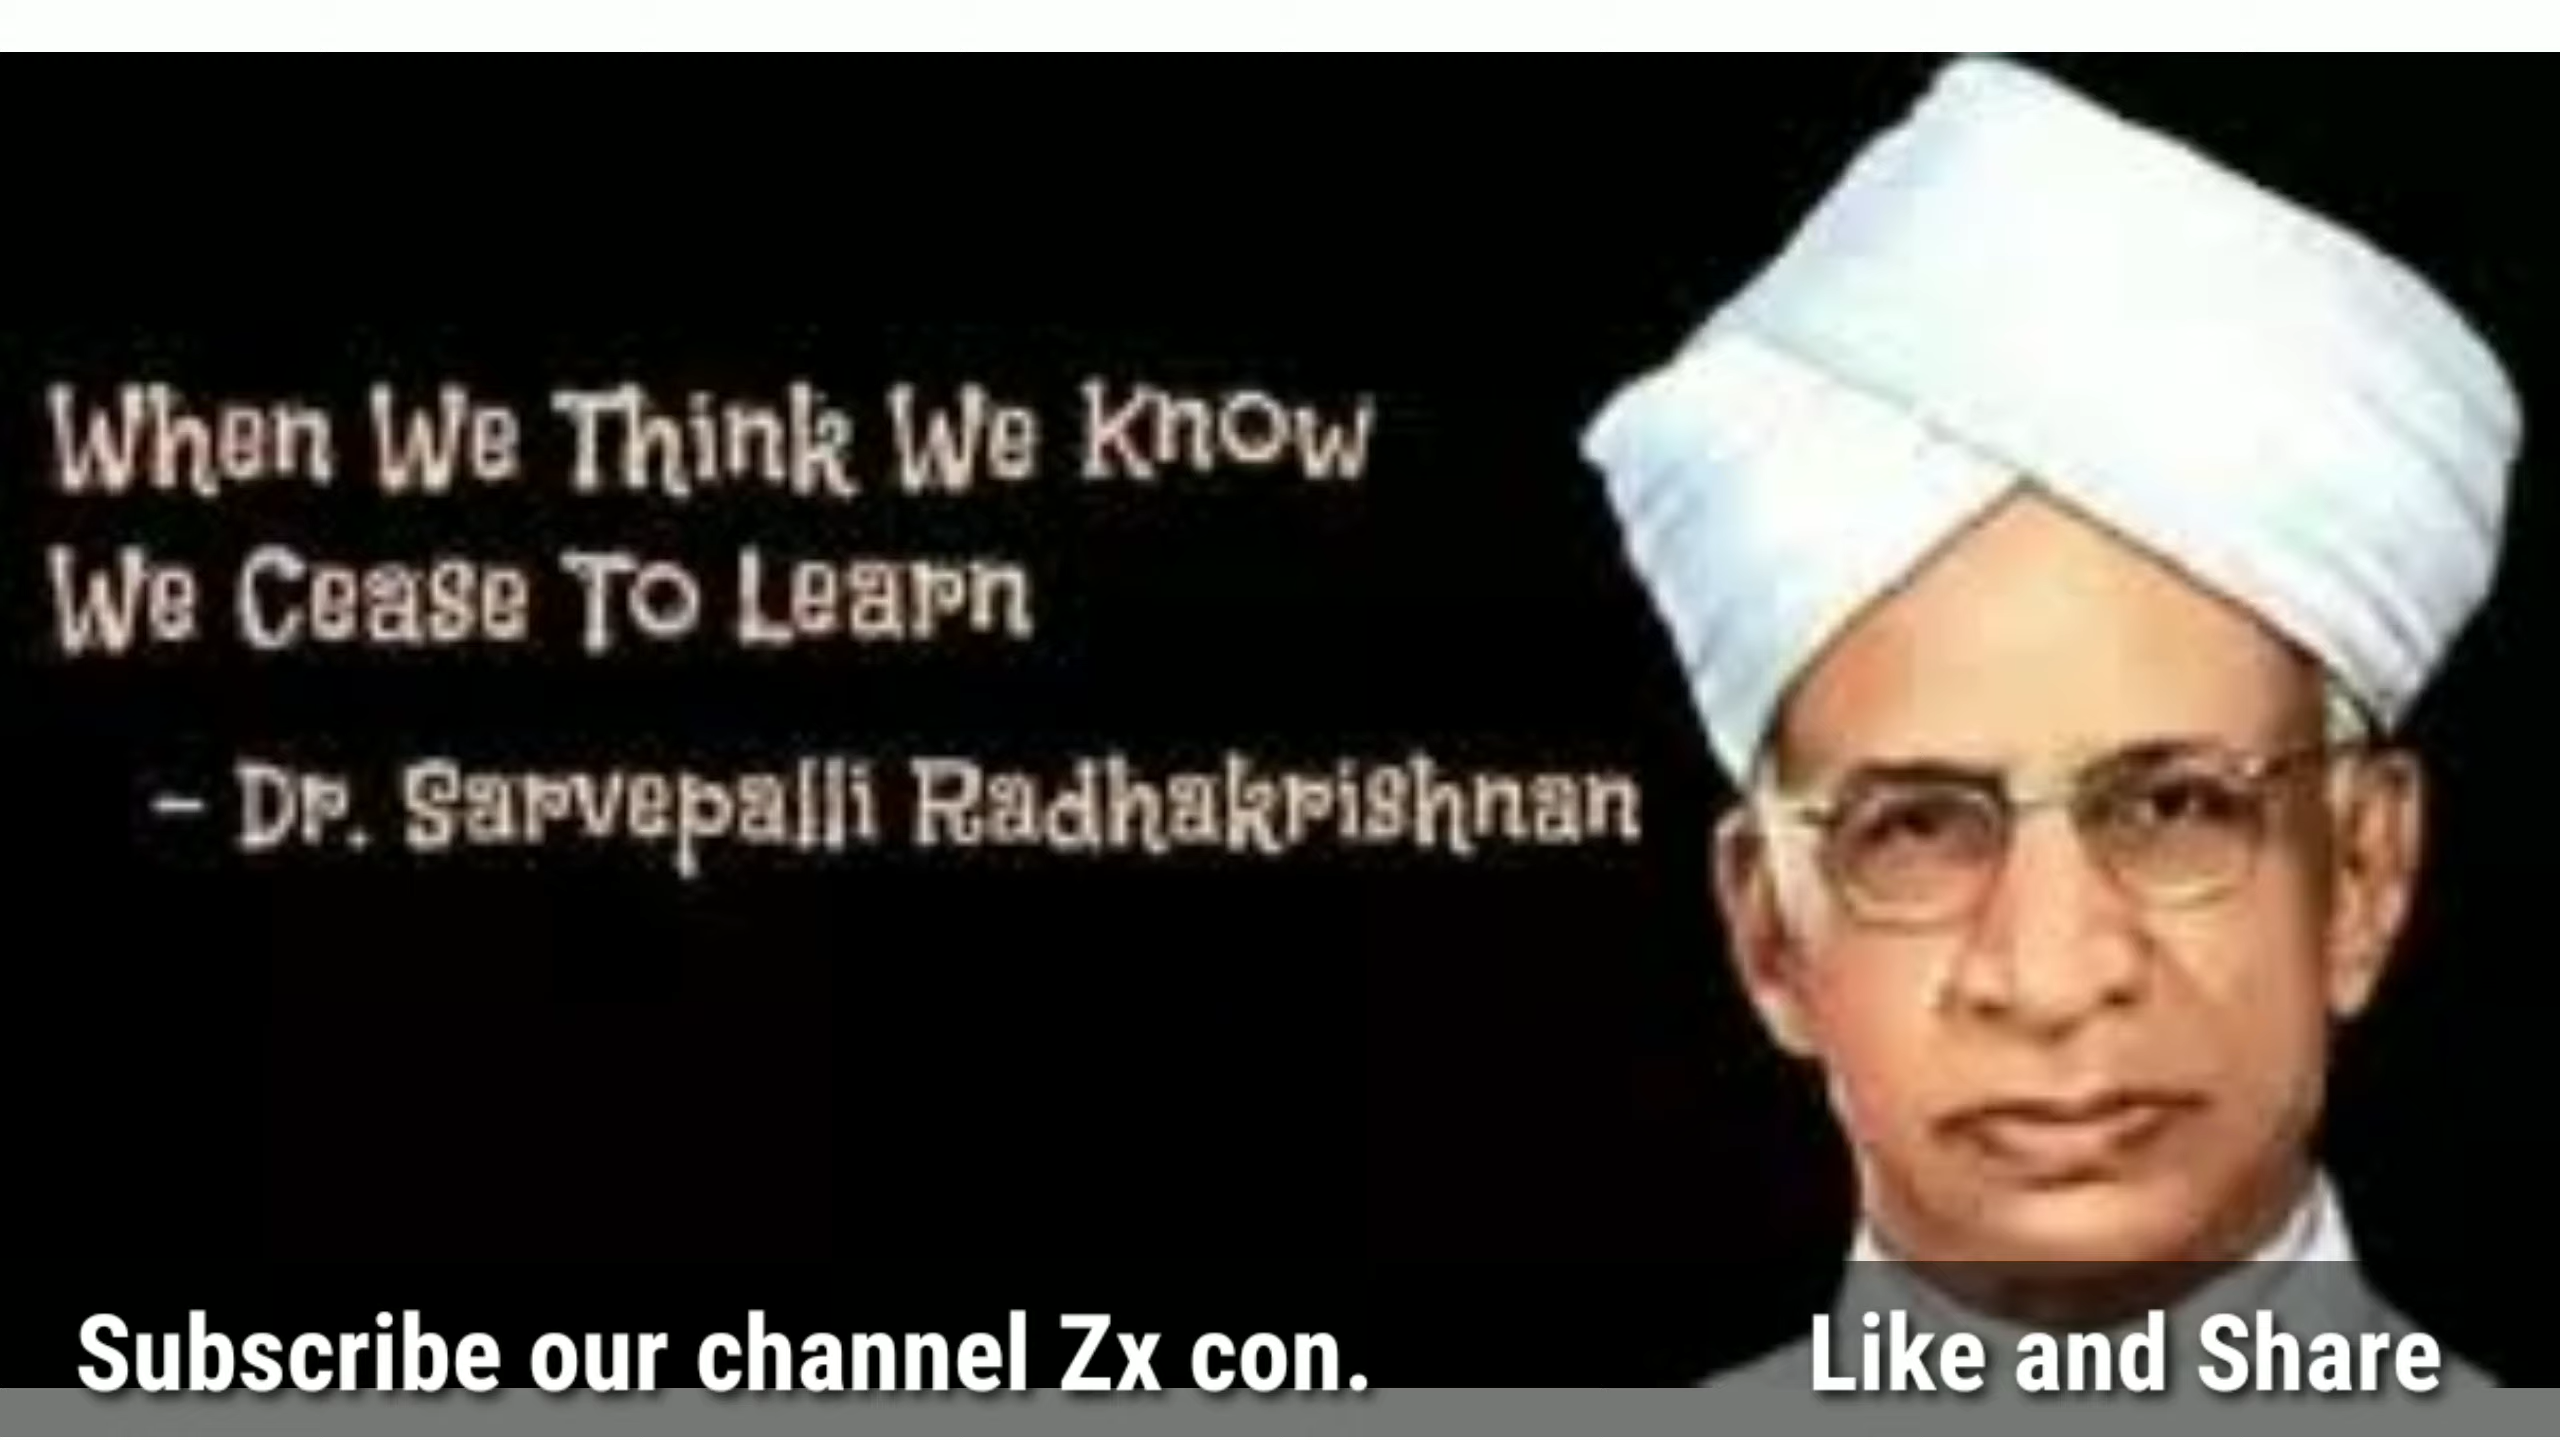 When We Think We Know
We Cease To Learn
- Dr. Sarvepalli Radhakrishnan
Subscribe our channel Zx con.
Like and Share